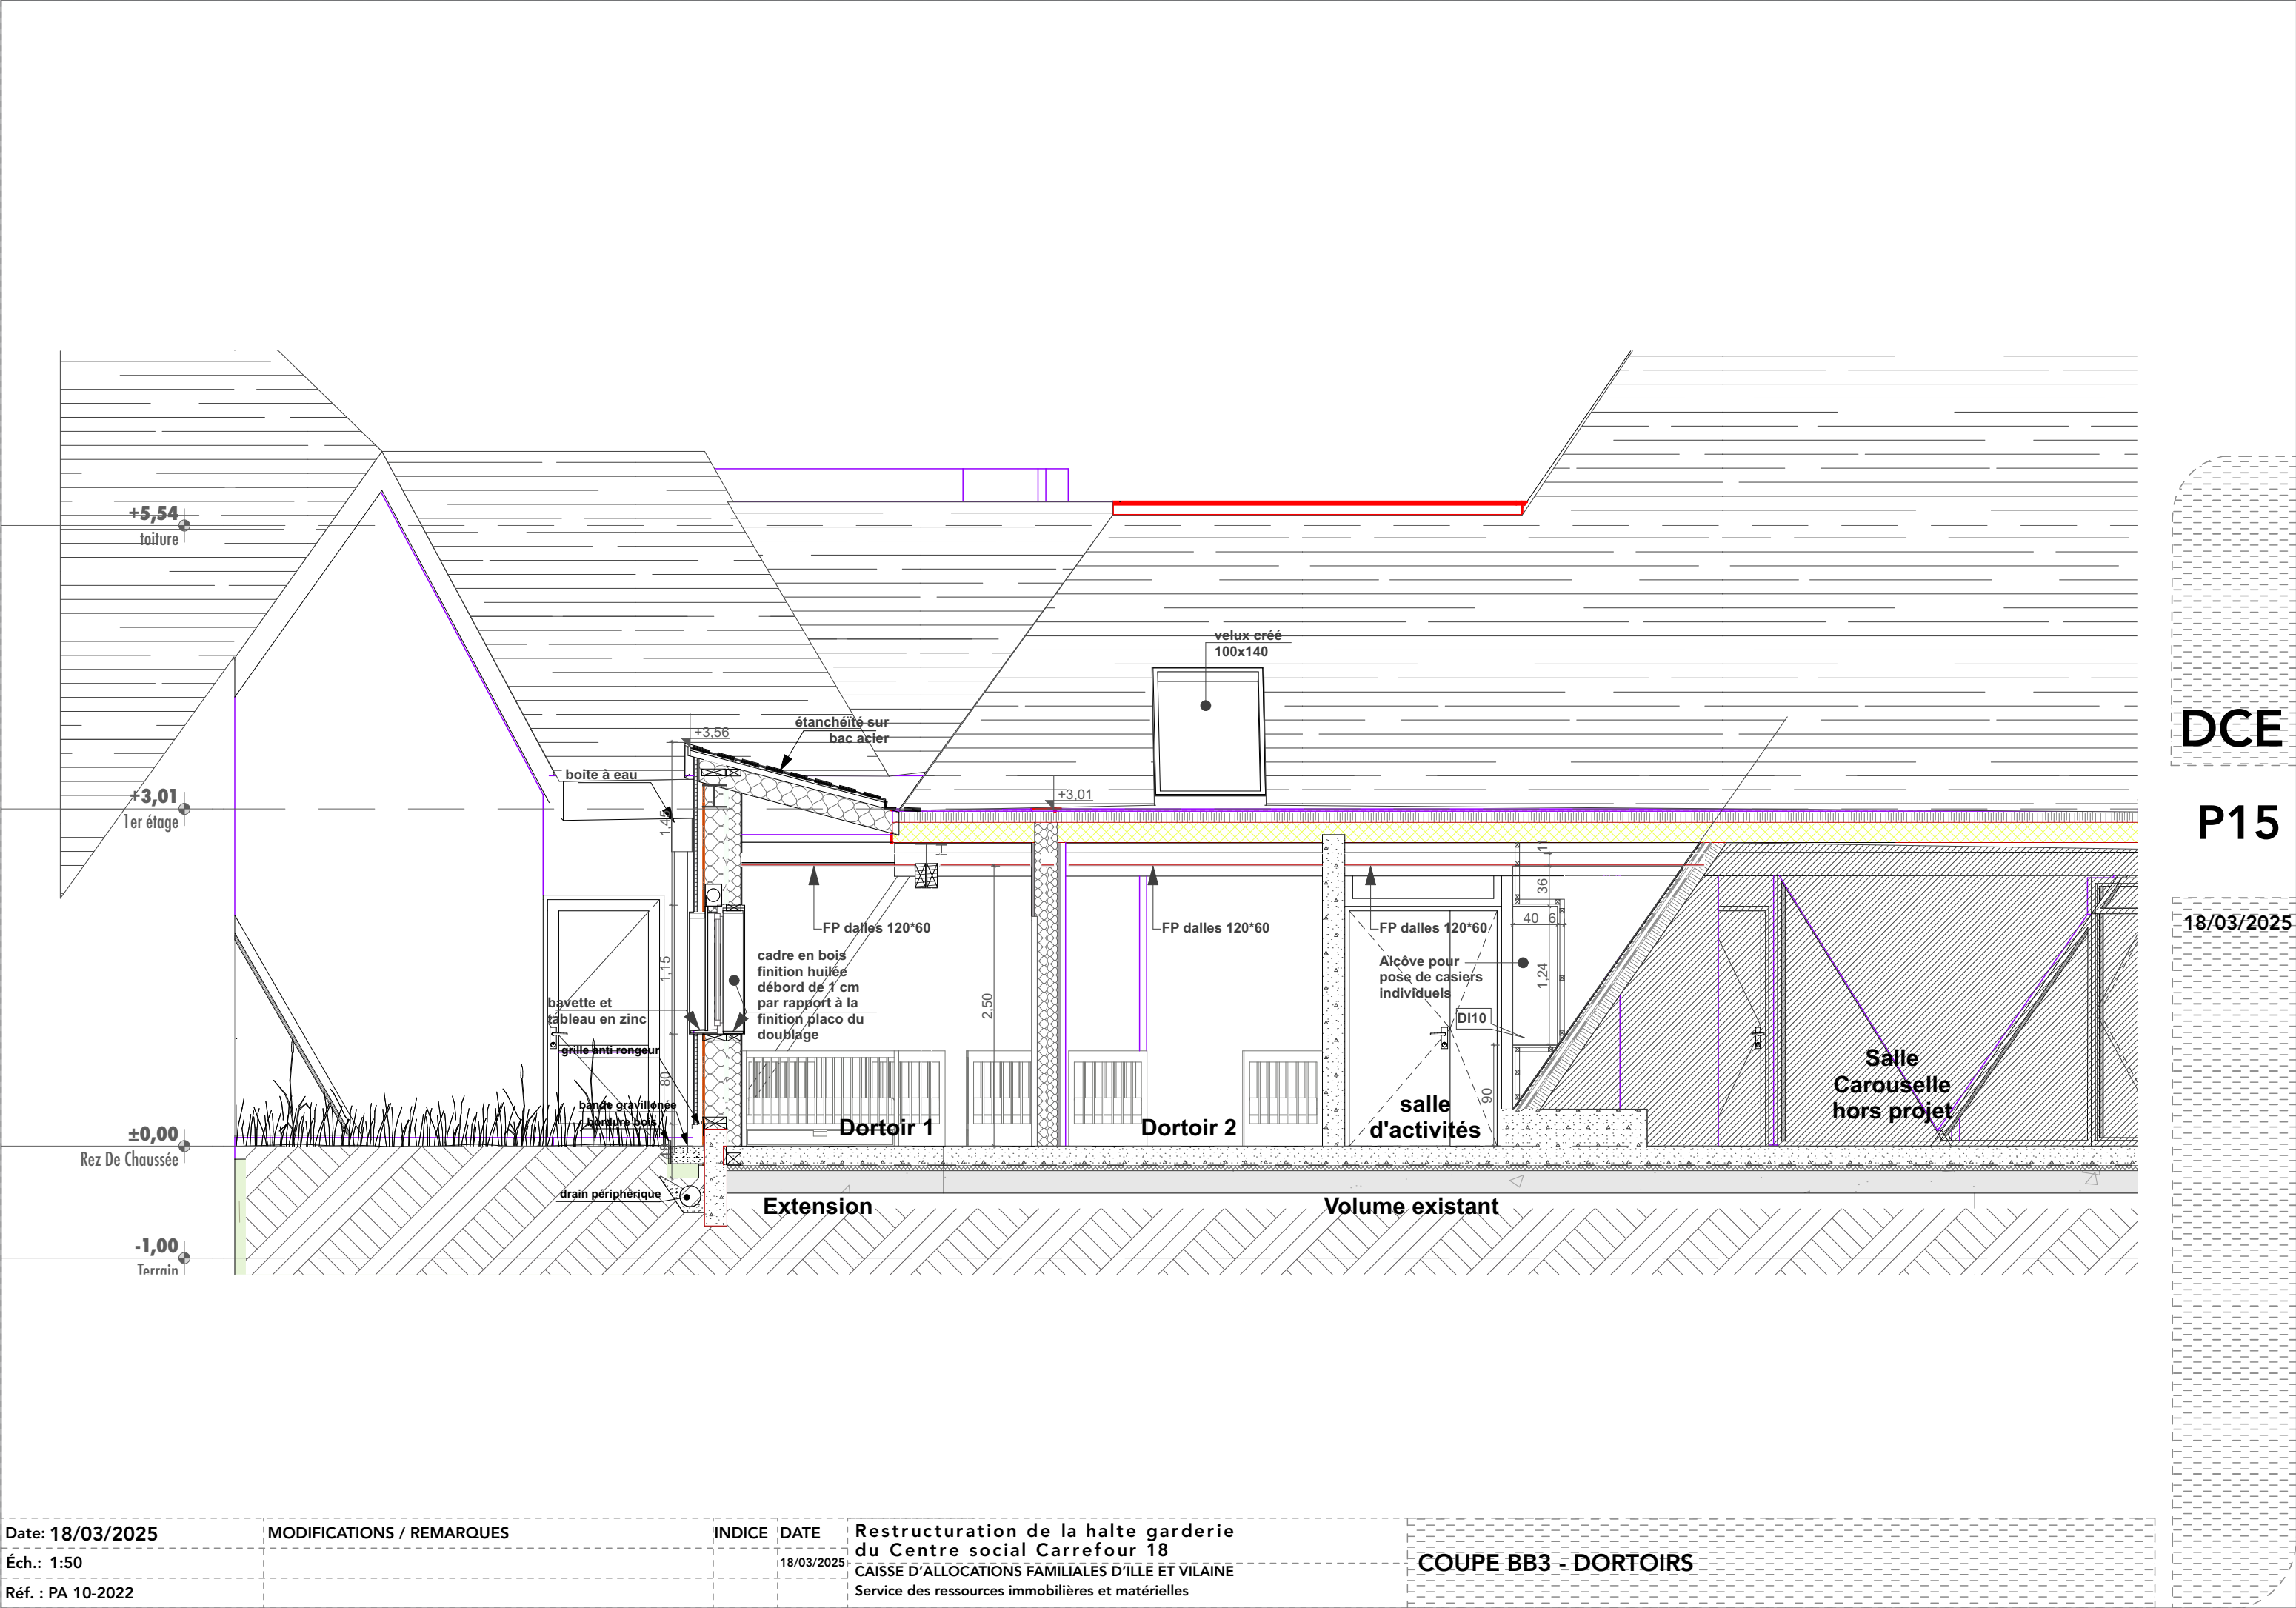 +5,54
toiture
velux créé
100x140
+3,56
étanchéïté sur
bac acier
boite à eau
+3,01
1er étage
+3,01
1,45
11
36
40 6
FP dalles 120*60
FP dalles 120*60
FP dalles 120*60
cadre en bois
finition huilée
débord de 1 cm
par rapport à la
finition placo du
doublage
1,15
2,50
Alcôve pour
pose de casiers
individuels
1,24
DI10
bavette et
tableau en zinc
grille anti rongeur
80
90
bande gravillonée
bordure bois
Dortoir 1
Dortoir 2
salle
d'activités
Salle
Carouselle
hors projet
±0,00
Rez De Chaussée
drain périphèrique
Extension
Volume existant
-1,00
Terrain
DCE
P15
18/03/2025
Date: 18/03/2025
Éch.: 1:50
Réf. : PA 10-2022
MODIFICATIONS / REMARQUES
INDICE
DATE
18/03/2025
Restructuration de la halte garderie
du Centre social Carrefour 18
CAISSE D'ALLOCATIONS FAMILIALES D'ILLE ET VILAINE
Service des ressources immobilières et matérielles
COUPE BB3 - DORTOIRS